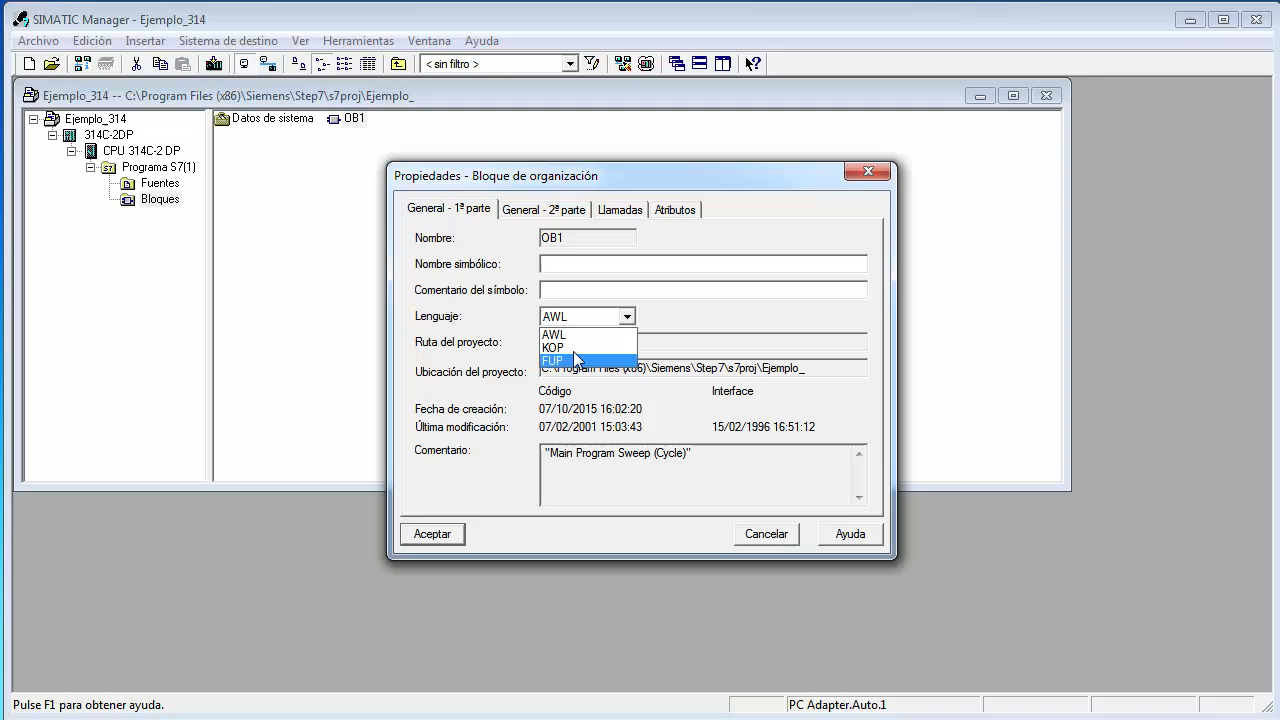 SIMATIC Manager - Ejemplo_314
Archivo Edición Insertar Sistema de destino Ver Herramientas Ventana Ayuda
< sin filtro >
Ejemplo_314 -- C:\Program Files (x86)\Siemens\Step7\s7proj\Ejemplo_
Ejemplo_314
314C-2DP
CPU 314C-2 DP
Programa S7(1)
Fuentes
Bloques
Datos de sistema OB1
Propiedades - Bloque de organización
General - 1ª parte General - 2ª parte Llamadas Atributos
Nombre: OB1
Nombre simbólico:
Comentario del símbolo:
Lenguaje: AWL
AWL
KOP
FUP
Ruta del proyecto:
Ubicación del proyecto: C:\Program Files (x86)\Siemens\Step7\s7proj\Ejemplo_
Código Interface
Fecha de creación: 07/10/2015 16:02:20
Última modificación: 07/02/2001 15:03:43 15/02/1996 16:51:12
Comentario: "Main Program Sweep (Cycle)"
Aceptar Cancelar Ayuda
Pulse F1 para obtener ayuda. PC Adapter.Auto.1